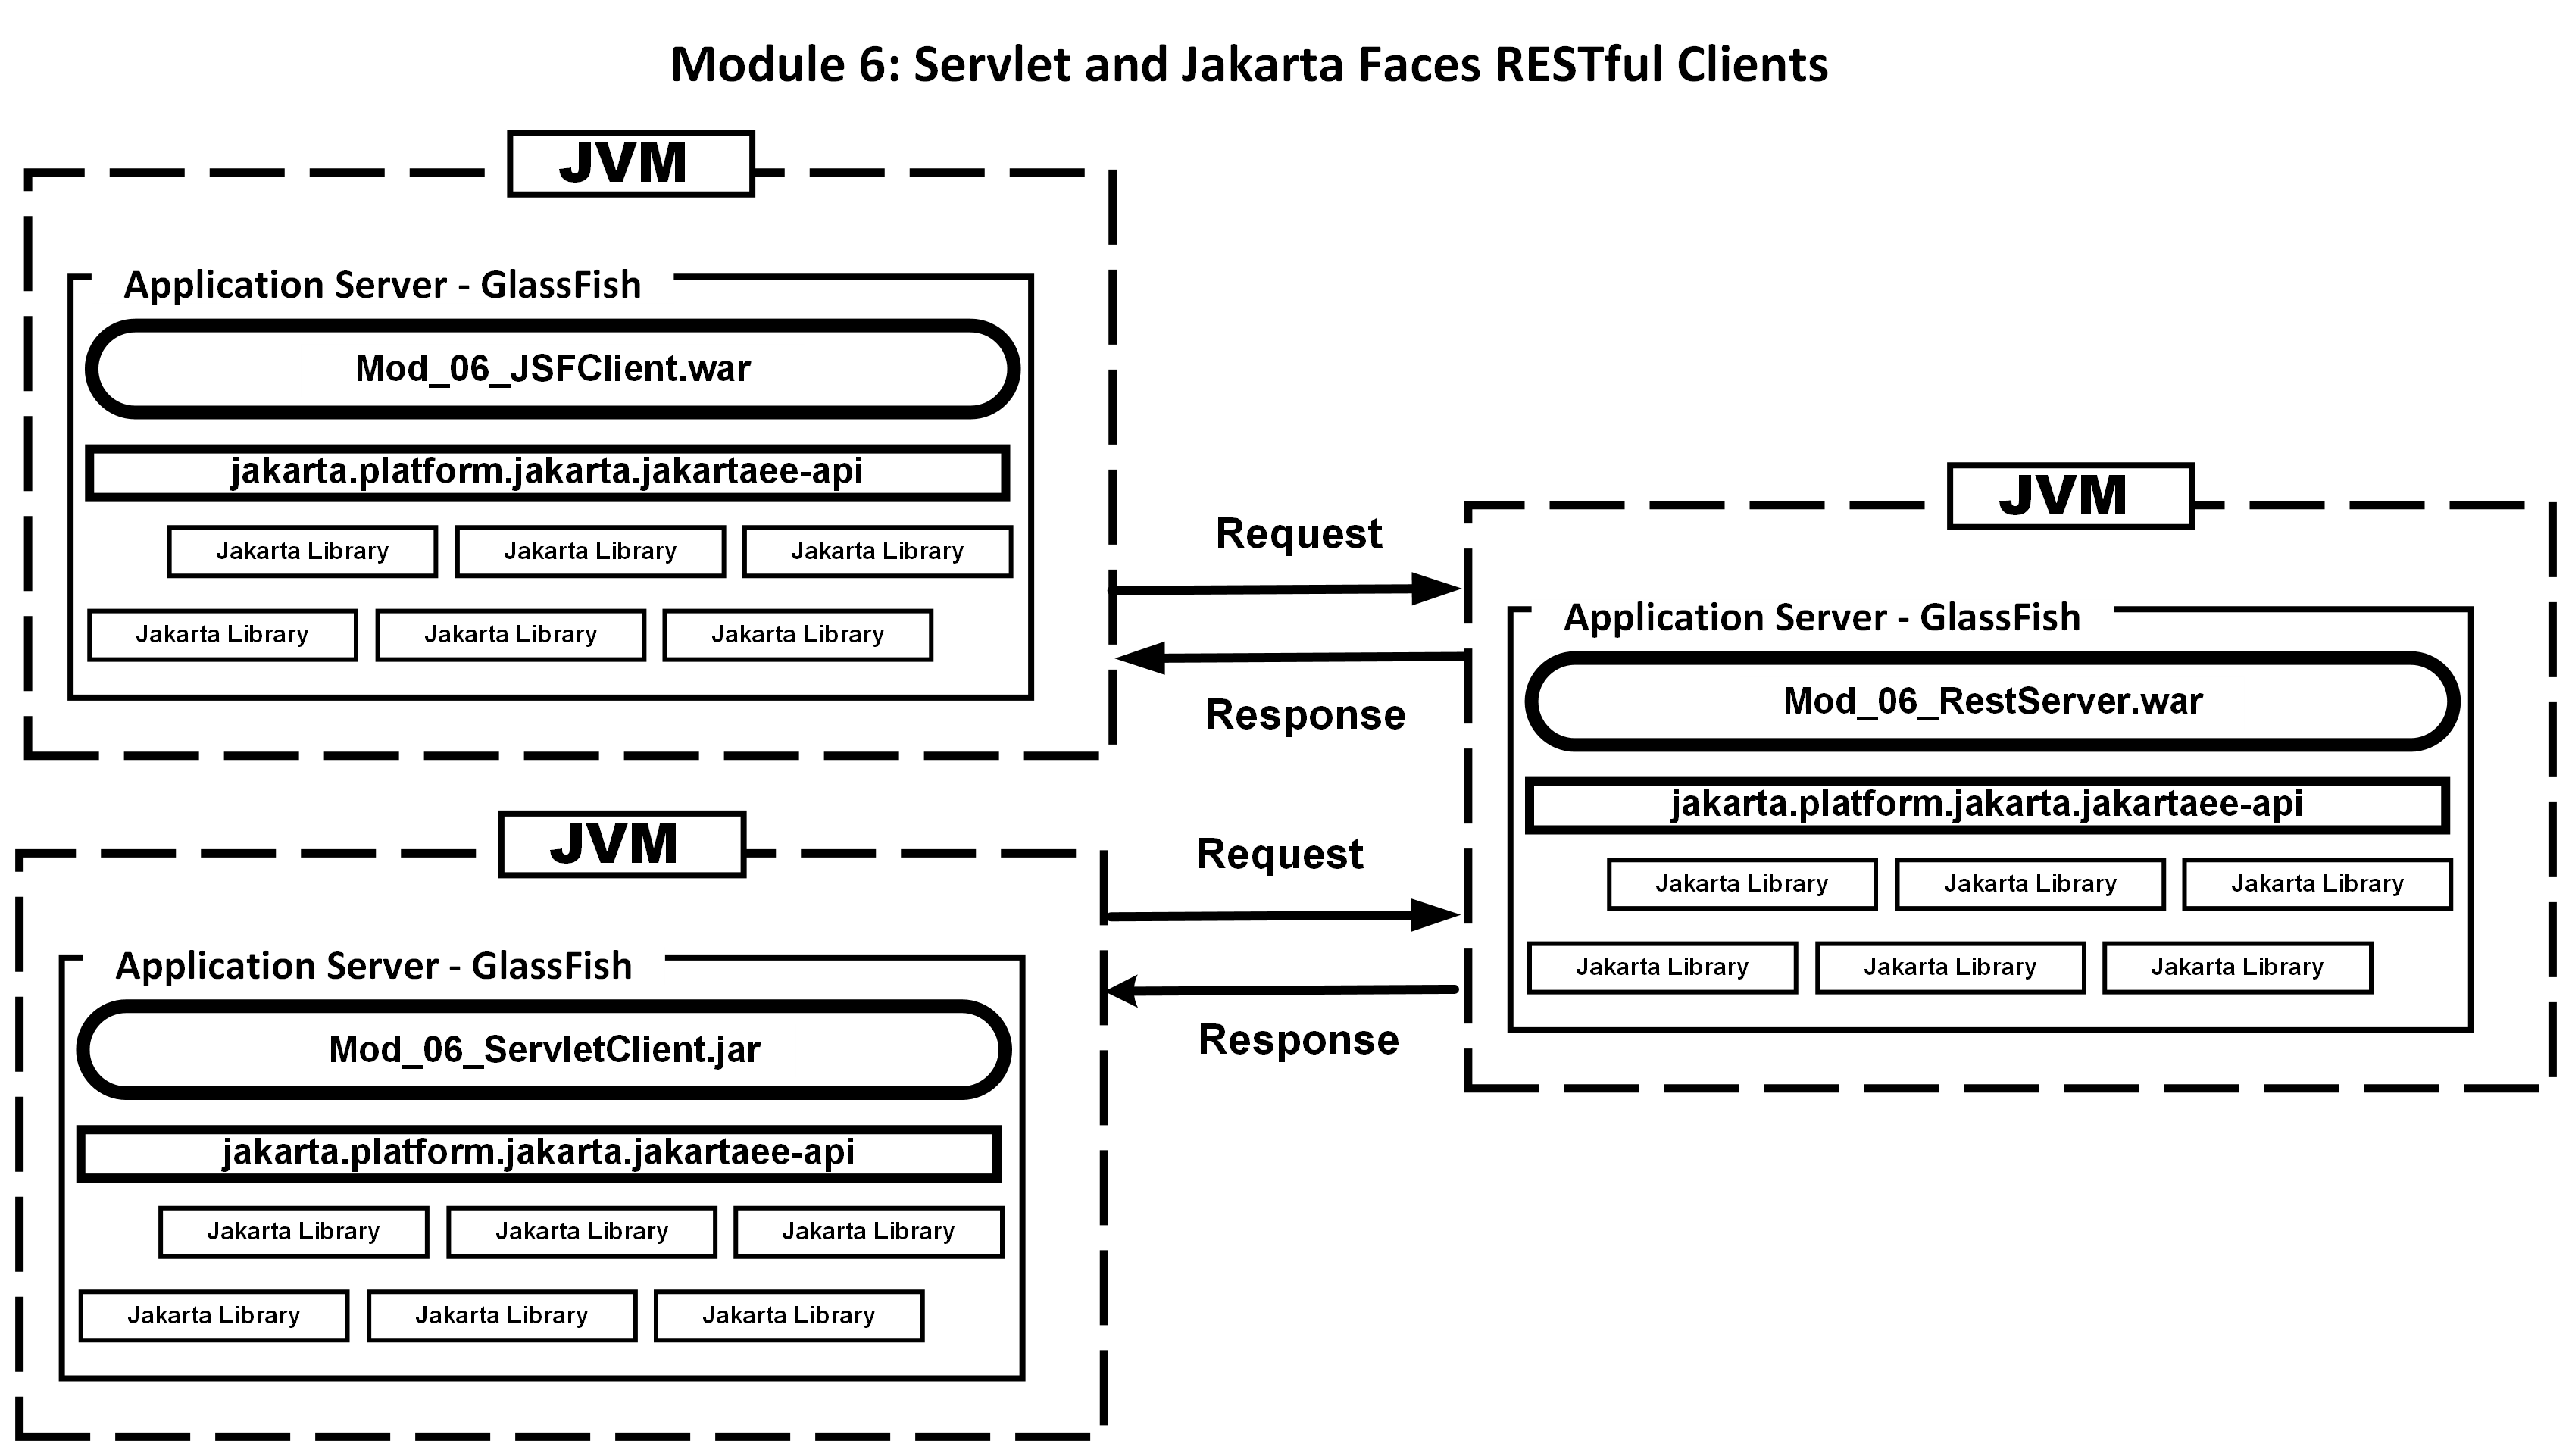 Module 6: Servlet and Jakarta Faces RESTful Clients
JVM
Application Server - GlassFish
Mod_06_JSFClient.war
jakarta.platform.jakarta.jakartaee-api
Jakarta Library
Jakarta Library
Jakarta Library
Jakarta Library
Jakarta Library
Jakarta Library
Request
Response
JVM
Application Server - GlassFish
Mod_06_RestServer.war
jakarta.platform.jakarta.jakartaee-api
Jakarta Library
Jakarta Library
Jakarta Library
Jakarta Library
Jakarta Library
Jakarta Library
JVM
Application Server - GlassFish
Mod_06_ServletClient.jar
jakarta.platform.jakarta.jakartaee-api
Jakarta Library
Jakarta Library
Jakarta Library
Jakarta Library
Jakarta Library
Jakarta Library
Request
Response